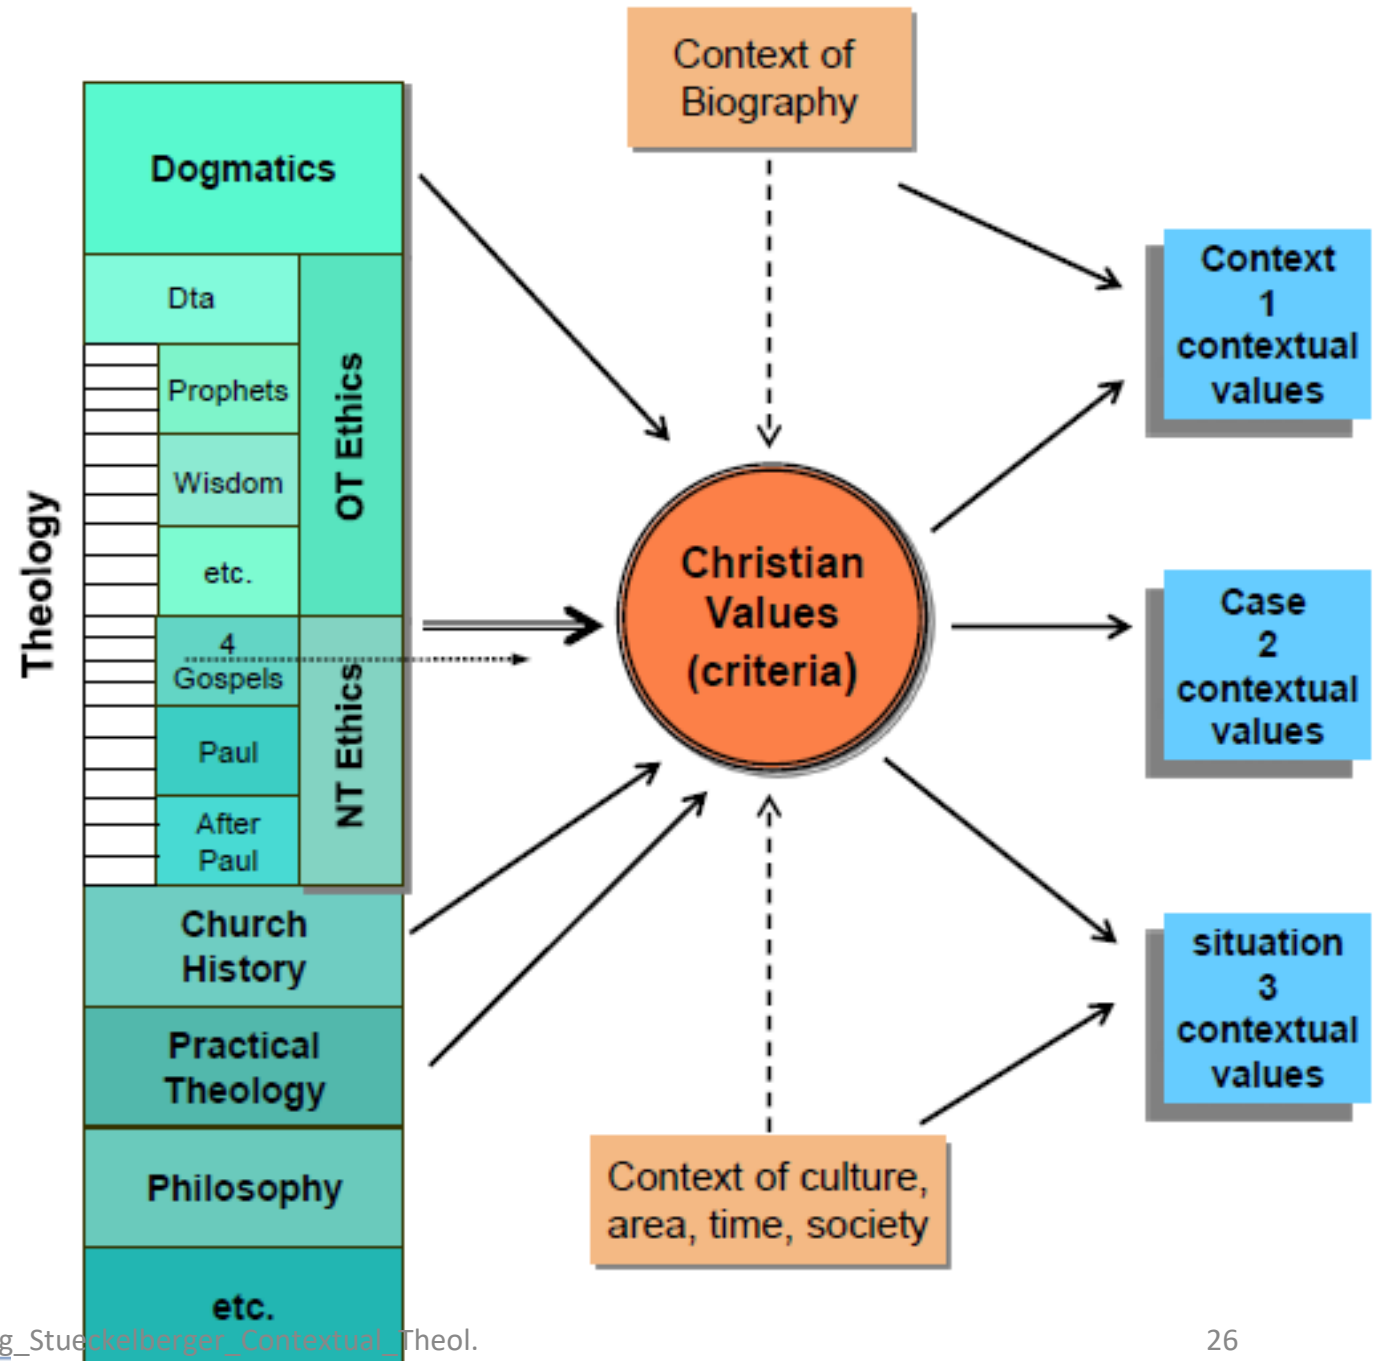 Theology
Dogmatics
Dta
Prophets
Wisdom
etc.
OT Ethics
4
Gospels
Paul
After
Paul
NT Ethics
Church
History
Practical
Theology
Philosophy
etc.
Context of
Biography
Christian
Values
(criteria)
Context of culture,
area, time, society
Context
1
contextual
values
Case
2
contextual
values
situation
3
contextual
values
g_Stueckelberger_Contextual_Theol.
26